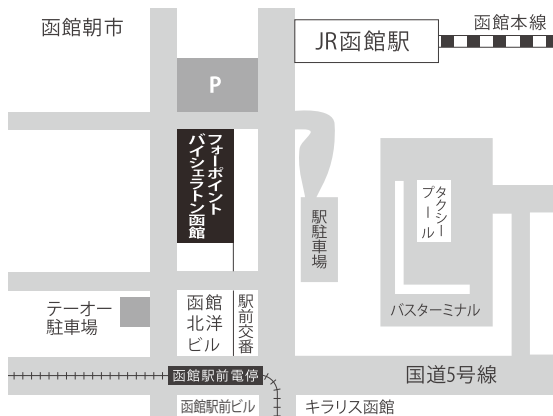 函館朝市
JR函館駅
函館本線
P
フォーポイント
バイシェラトン函館
駅駐車場
タクシー
プール
バスターミナル
テーオー
駐車場
函館
北洋
ビル
駅前交番
函館駅前電停
国道5号線
函館駅前ビル
キラリス函館